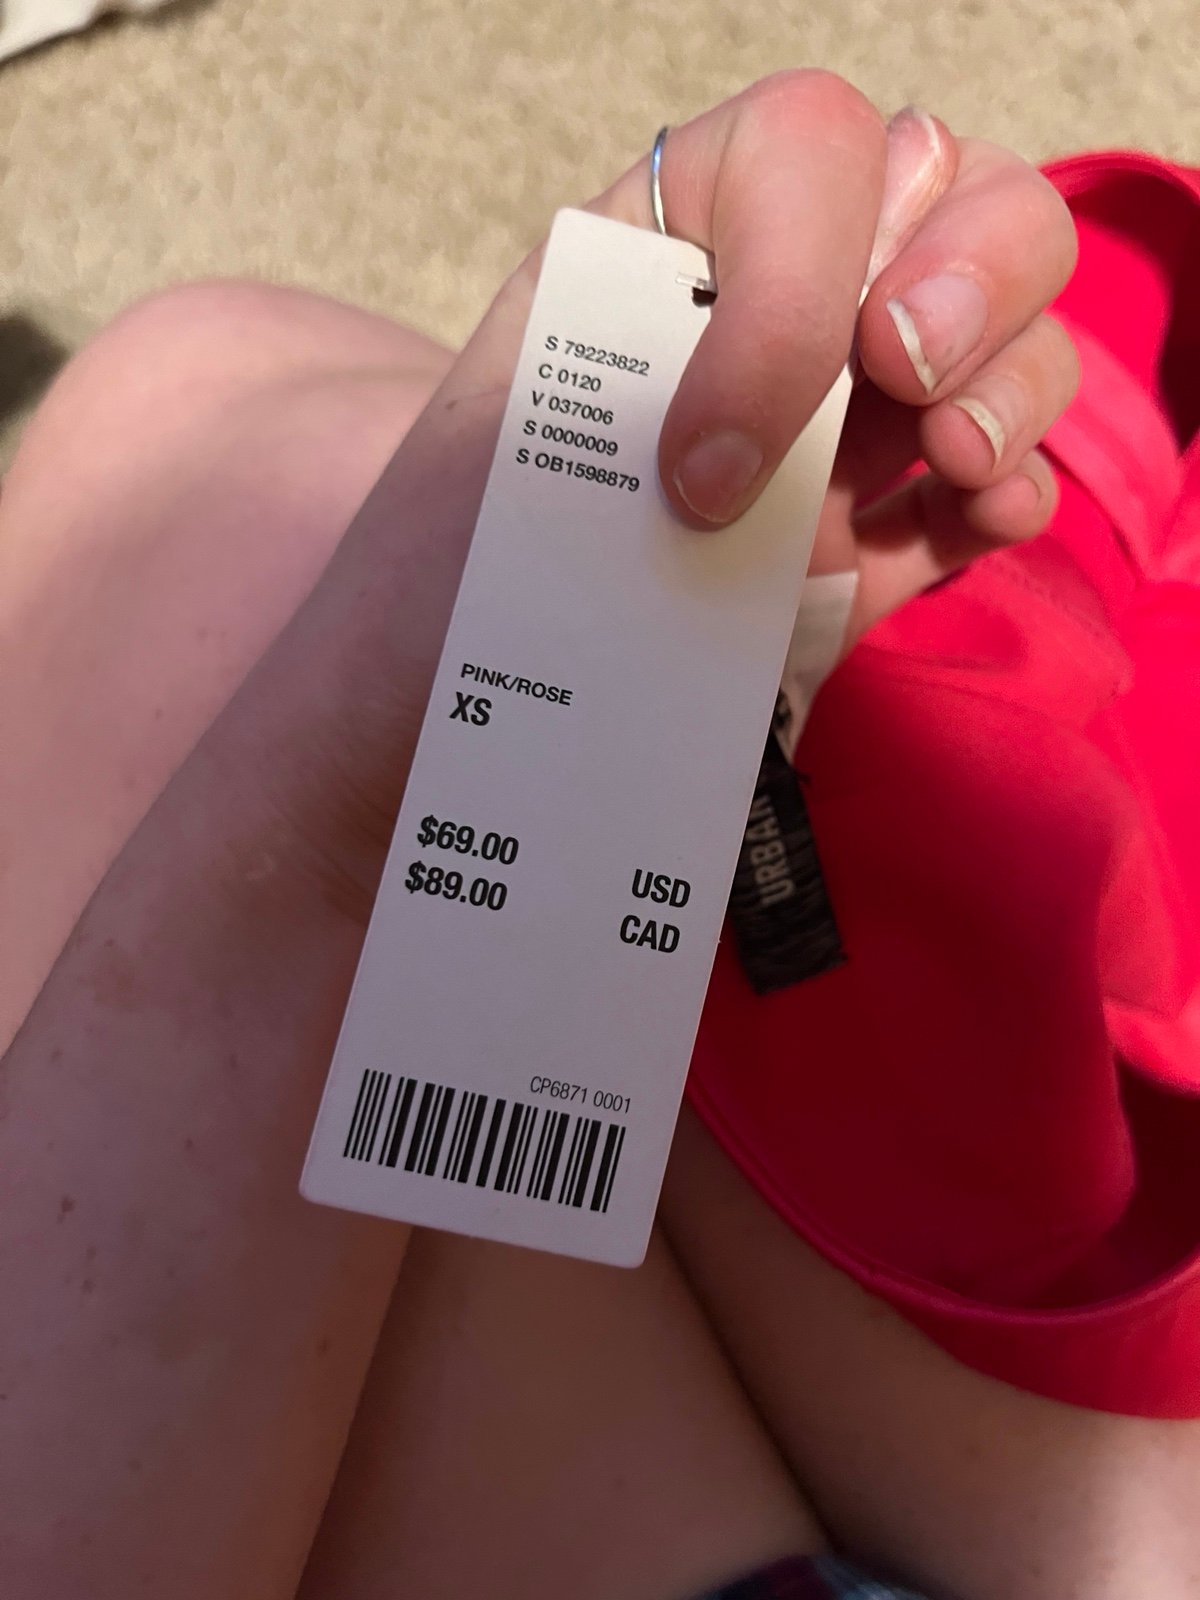 S 79223822
C 0120
V 037006
S 0000009
S OB1598879
PINK/ROSE
XS
$69.00 USD
$89.00 CAD
CP6871 0001
URBAN